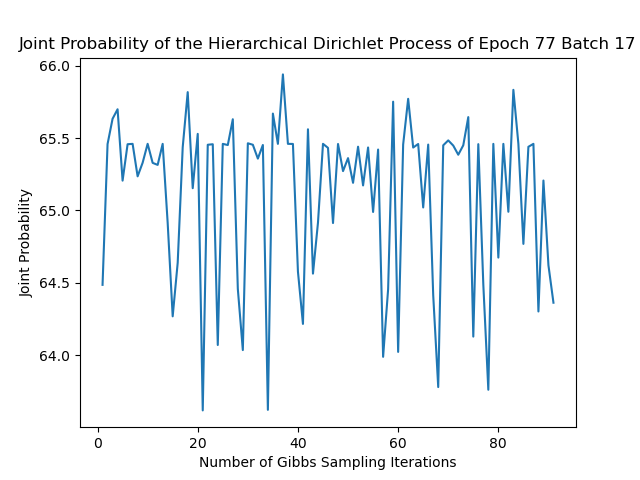 Joint Probability of the Hierarchical Dirichlet Process of Epoch 77 Batch 17
66.0
65.5
65.0
64.5
64.0
Joint Probability
0 20 40 60 80
Number of Gibbs Sampling Iterations